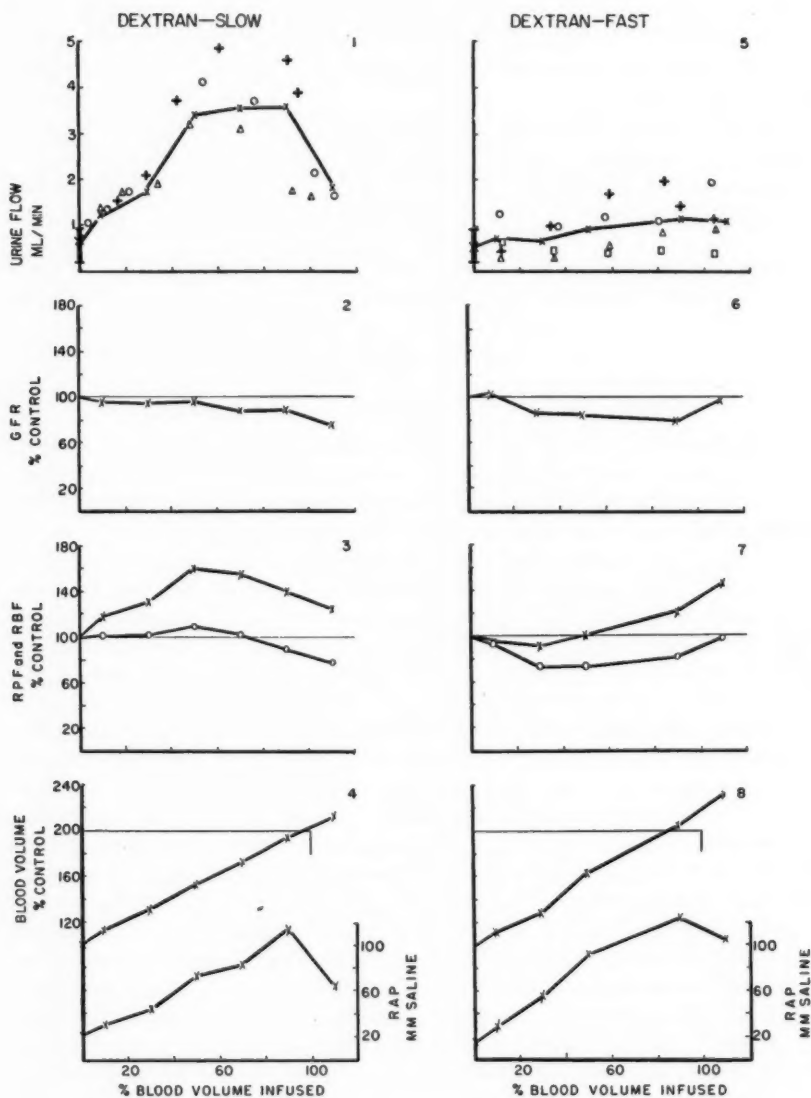 DEXTRAN—SLOW
1
5
4
3
2
1
URINE FLOW
ML/MIN
2
180
140
100
60
20
GFR
% CONTROL
3
180
140
100
60
20
RPF and RBF
% CONTROL
4
240
200
160
120
BLOOD VOLUME
% CONTROL
100
60
20
RAP
MM SALINE
20 60 100
% BLOOD VOLUME INFUSED
DEXTRAN—FAST
5
6
7
8
100
60
20
RAP
MM SALINE
20 60 100
% BLOOD VOLUME INFUSED